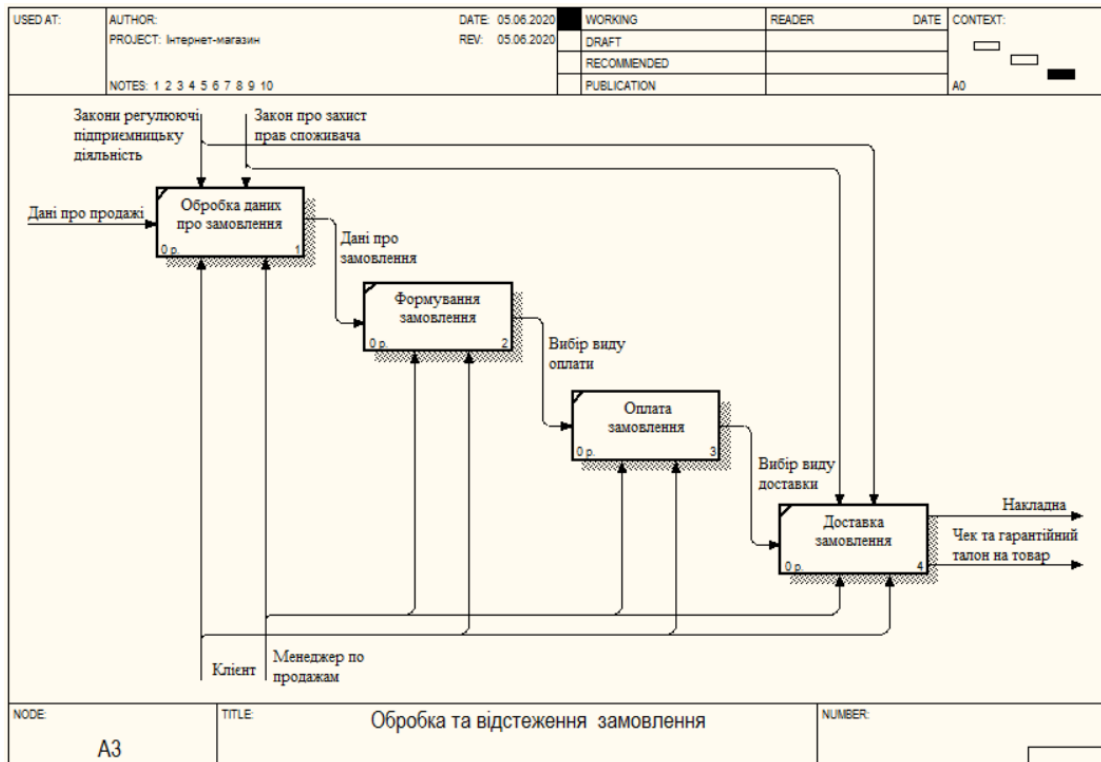 USED AT:
AUTHOR:
DATE: 05.06.2020
WORKING
READER
DATE
CONTEXT:
PROJECT: Інтернет-магазин
REV: 05.06.2020
DRAFT
RECOMMENDED
NOTES: 1 2 3 4 5 6 7 8 9 10
PUBLICATION
A0
Закони регулюючі
підприємницьку
діяльність
Закон про захист
прав споживача
Дані про продажі
Обробка даних
про замовлення
0 р.
1
Дані про
замовлення
Формування
замовлення
0 р.
2
Вибір виду
оплати
Оплата
замовлення
0 р.
3
Вибір виду
доставки
Доставка
замовлення
0 р.
4
Накладна
Чек та гарантійний
талон на товар
Клієнт
Менеджер по
продажам
NODE:
A3
TITLE:
Обробка та відстеження замовлення
NUMBER: